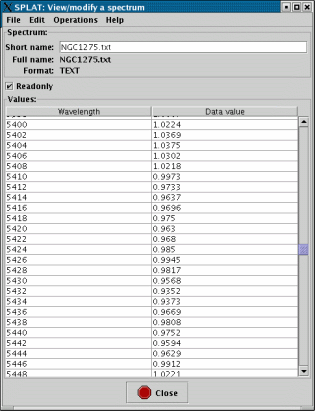 SPLAT: View/modify a spectrum
File Edit Operations Help
Spectrum:
Short name: NGC1275.txt
Full name: NGC1275.txt
Format: TEXT
Readonly
Values:
Wavelength Data value
5400 1.0224
5402 1.0369
5404 1.0375
5406 1.0302
5408 1.0218
5410 0.9973
5412 0.9733
5414 0.9637
5416 0.9696
5418 0.975
5420 0.963
5422 0.968
5424 0.985
5426 0.9945
5428 0.9817
5430 0.9568
5432 0.9352
5434 0.9373
5436 0.9669
5438 0.9808
5440 0.9752
5442 0.9594
5444 0.9629
5446 0.9912
5448 1.0221
Close